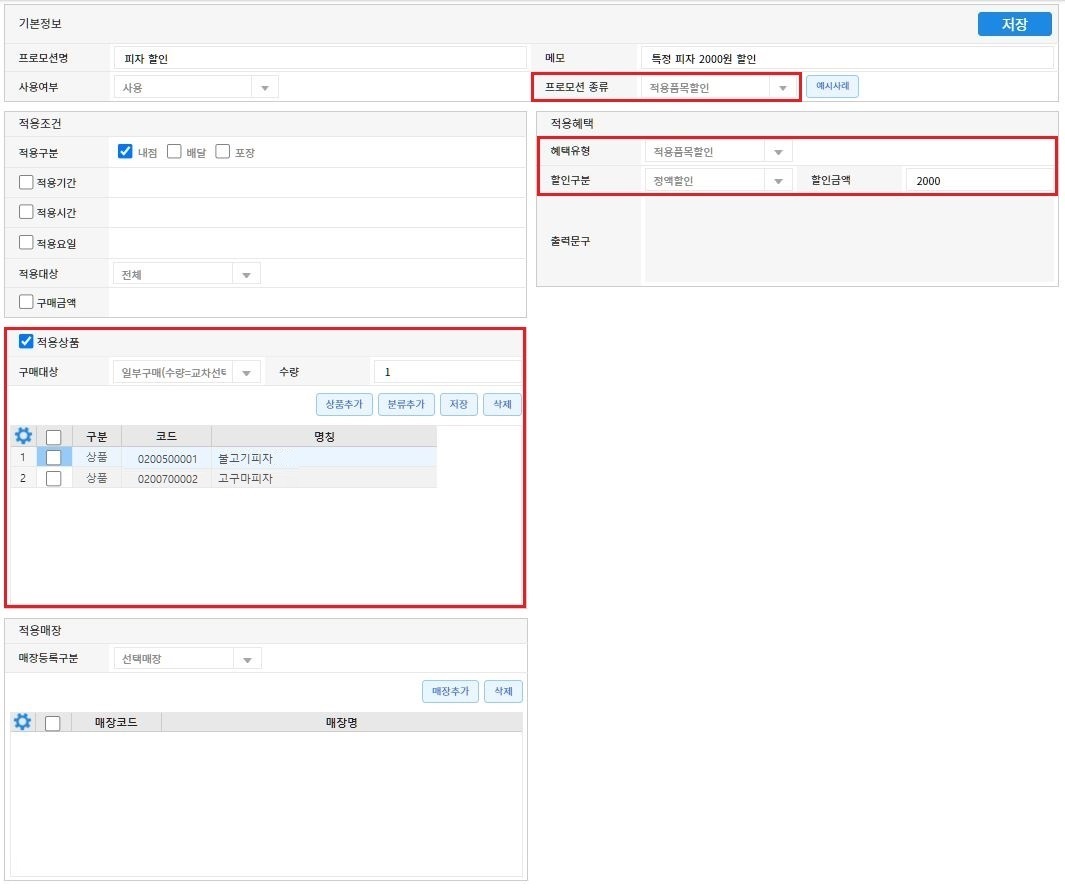 기본정보
저장
프로모션명 피자 할인 메모 특정 피자 2000원 할인
사용여부 사용 프로모션 종류 적용품목할인 예시사례
적용조건
적용구분 내점 배달 포장
적용기간
적용시간
적용요일
적용대상 전체
구매금액
적용혜택
혜택유형 적용품목할인
할인구분 정액할인 할인금액 2000
출력문구
적용상품
구매대상 일부구매(수량=교차선택 수량 1
상품추가 분류추가 저장 삭제
구분 코드 명칭
1 상품 0200500001 불고기피자
2 상품 0200700002 고구마피자
적용매장
매장등록구분 선택매장
매장추가 삭제
매장코드 매장명